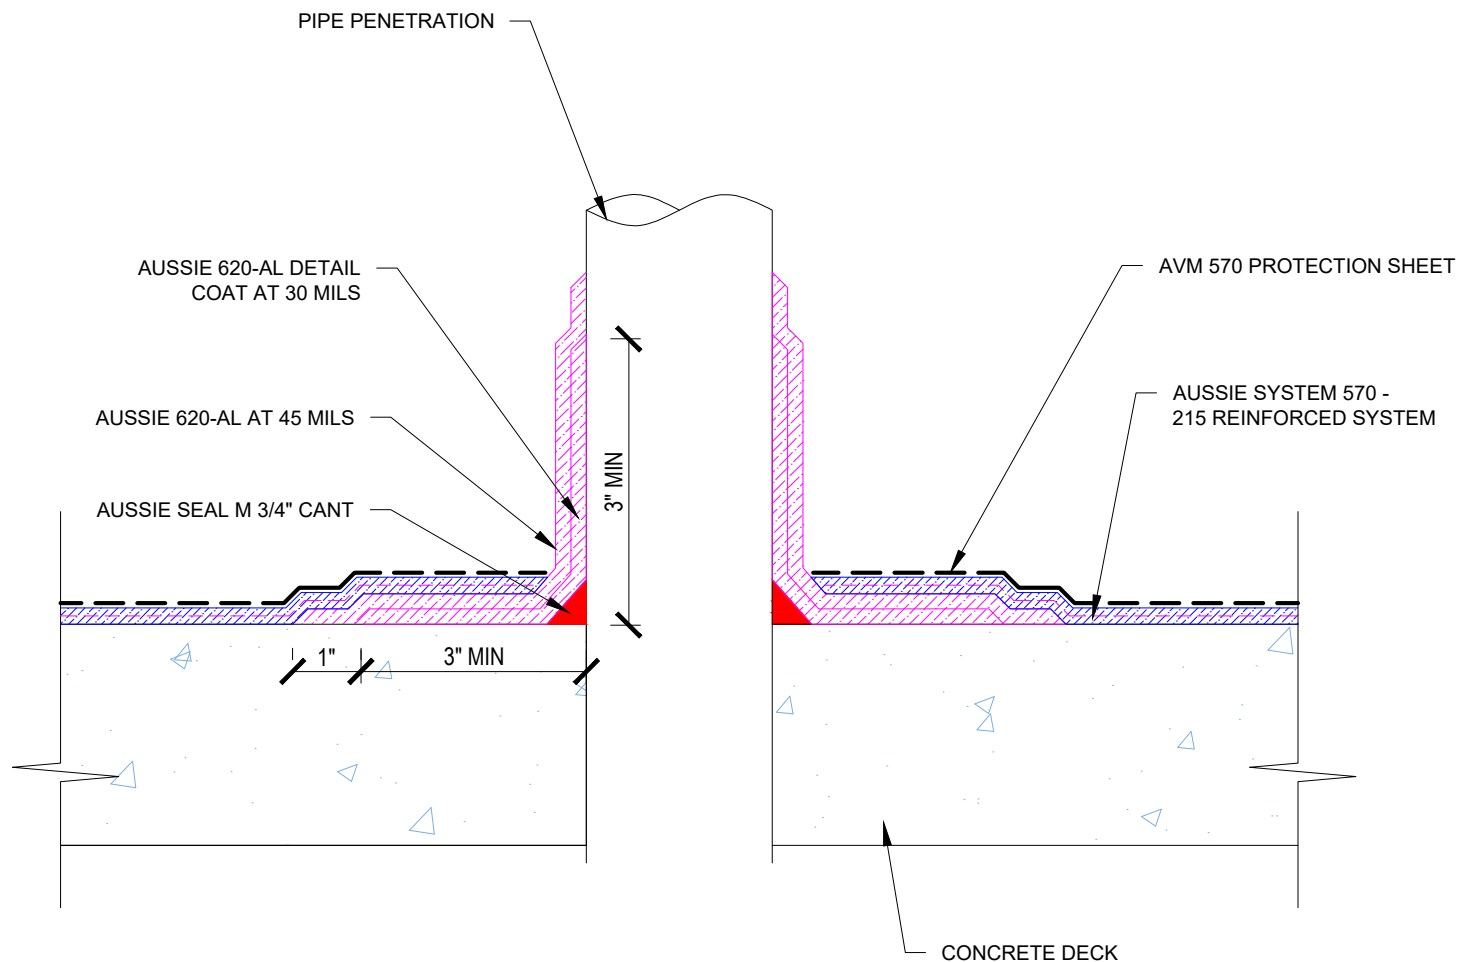 PIPE PENETRATION
AUSSIE 620-AL DETAIL
COAT AT 30 MILS
AVM 570 PROTECTION SHEET
AUSSIE SYSTEM 570 -
215 REINFORCED SYSTEM
AUSSIE 620-AL AT 45 MILS
3" MIN
AUSSIE SEAL M 3/4" CANT
1"
3" MIN
CONCRETE DECK